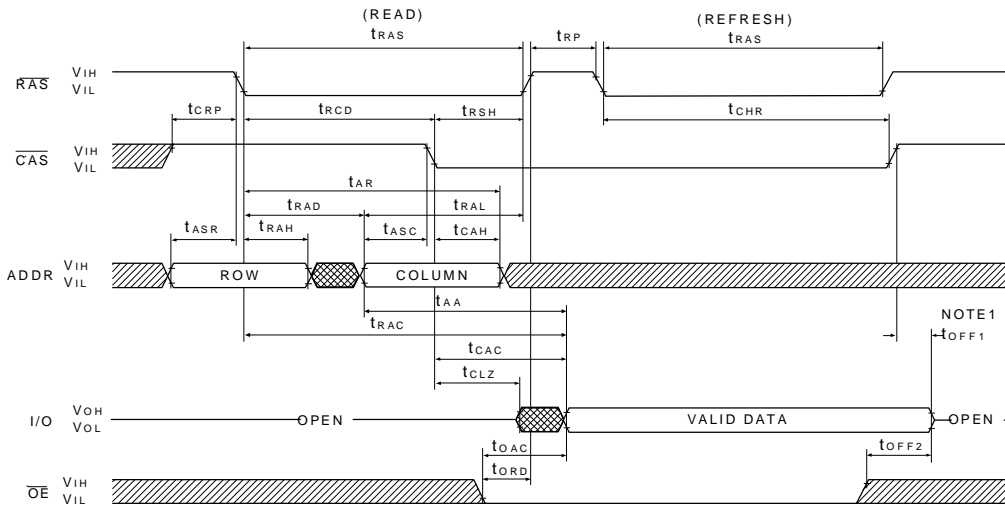 (READ) (REFRESH)
tRAS tRP tRAS
RAS VIH
VIL
tCRP tRCD tRSH tCHR
CAS VIH
VIL
tAR
tRAD tRAL
tASR tRAH tASC tCAH
ADDR VIH
VIL ROW COLUMN
tAA
tRAC NOTE1
tOFF1
tCAC
tCLZ
I/O VOH
VOL OPEN VALID DATA OPEN
tOAC tOFF2
tORD
OE VIH
VIL